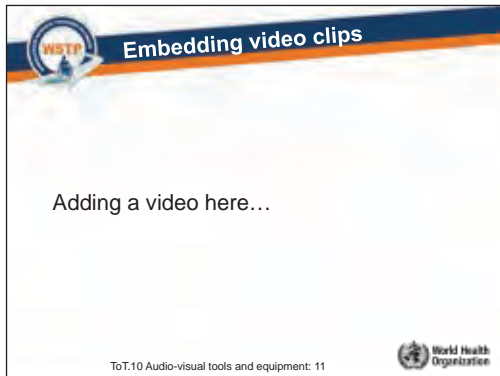 WSTP
Embedding video clips
Adding a video here…
ToT.10 Audio-visual tools and equipment: 11
World Health
Organization